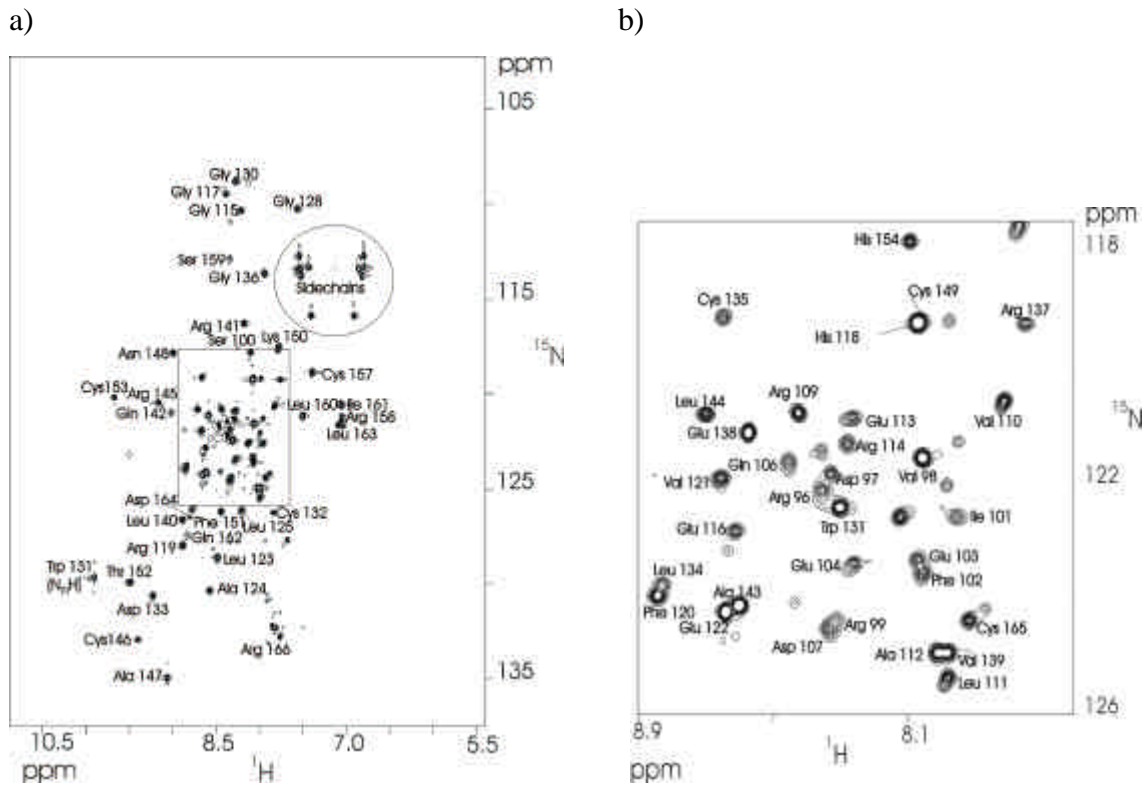 a)
b)
ppm
105
Gly 130
Gly 117
Gly 128
Gly 115
Ser 159
Gly 136
Sidechains
115
Arg 141
Lys 150
Ser 100
15N
Asn 148
Cys 157
Cys153
Arg 145
Leu 160
Ile 161
Gln 142
Arg 156
Leu 163
125
Asp 164
Cys 132
Leu 140
Phe 151
Leu 125
Gln 162
Arg 119
Leu 123
Trp 131
Thr 152
Ala 124
Asp 133
Cys146
Arg 166
Ala 147
135
10.5
8.5
7.0
5.5
ppm
1H
ppm
118
His 154
Cys 149
Cys 135
Arg 137
His 118
15N
Arg 109
Leu 144
Glu 113
Val 110
Glu 138
Arg 114
Gln 106
Val 98
122
Asp 97
Val 121
Arg 96
Trp 131
Ile 101
Glu 116
Glu 103
Leu 134
Glu 104
Phe 102
Ala 143
Phe 120
Glu 122
Arg 99
Cys 165
Asp 107
Ala 112
Val 139
Leu 111
126
8.9
8.1
1H
ppm